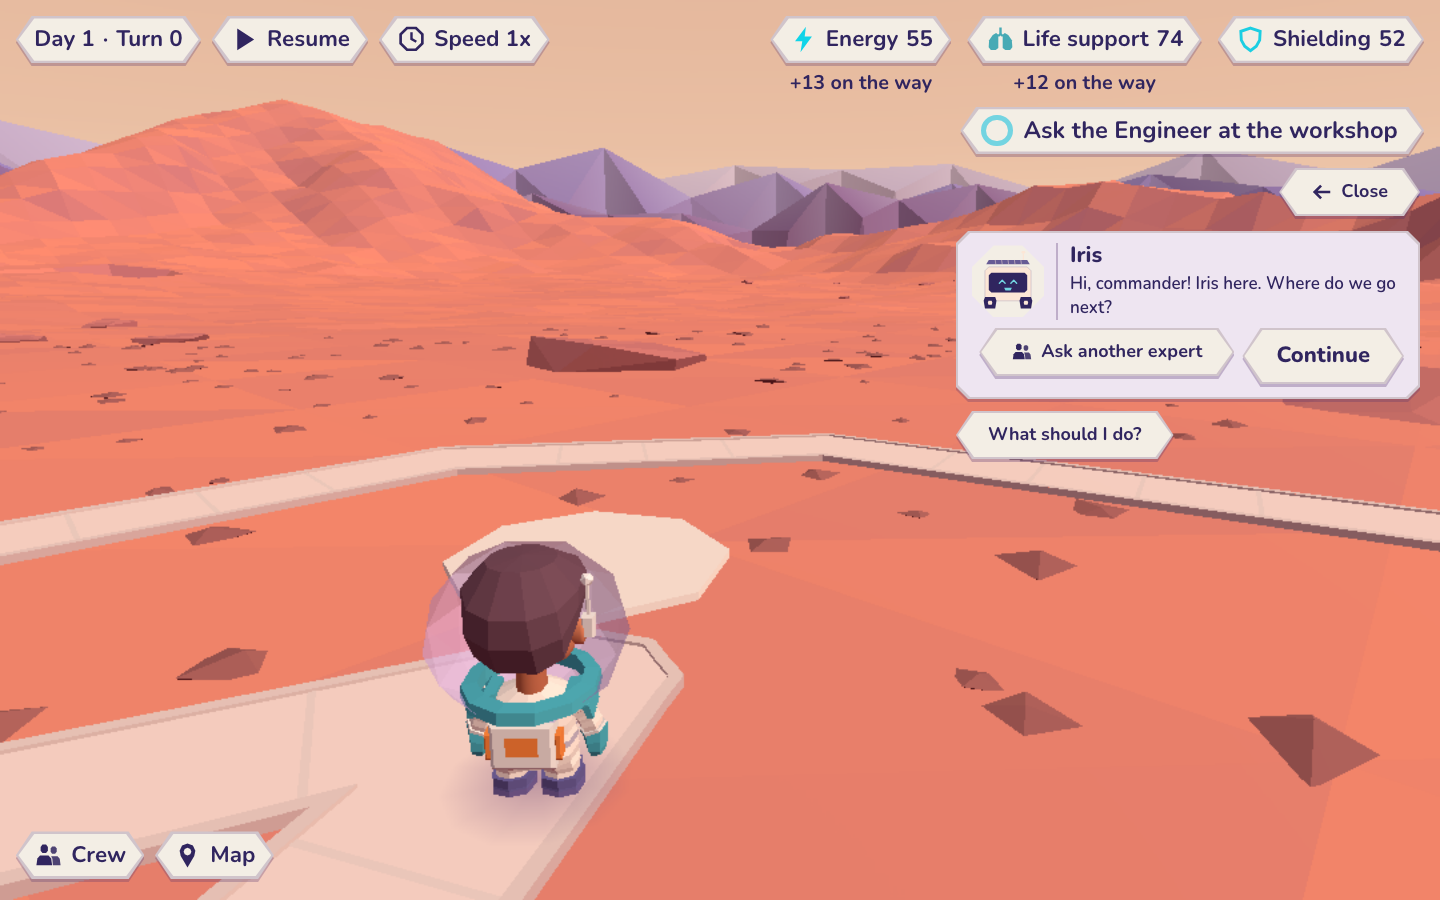 Day 1 · Turn 0
Resume
Speed 1x
Energy 55
Life support 74
Shielding 52
+13 on the way
+12 on the way
Ask the Engineer at the workshop
Close
Iris
Hi, commander! Iris here. Where do we go
next?
Ask another expert
Continue
What should I do?
Crew
Map